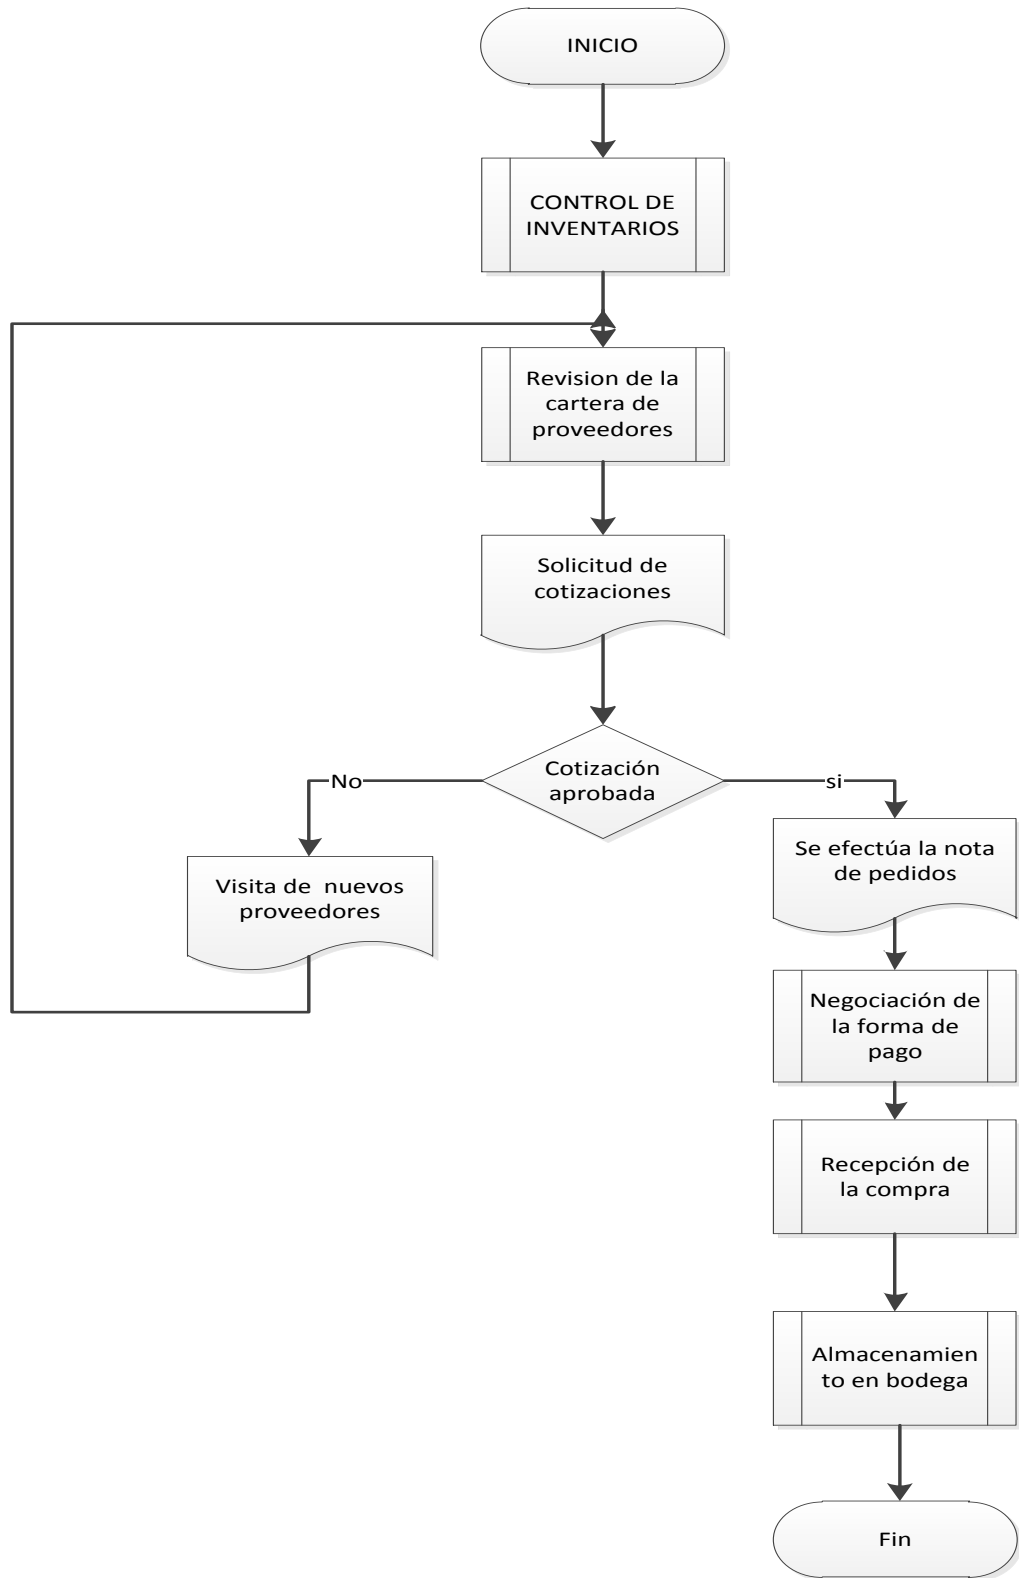 INICIO
CONTROL DE
INVENTARIOS
Revision de la
cartera de
proveedores
Solicitud de
cotizaciones
Cotización
aprobada
No
si
Visita de  nuevos
proveedores
Se efectúa la nota
de pedidos
Negociación de
la forma de
pago
Recepción de
la compra
Almacenamien
to en bodega
Fin